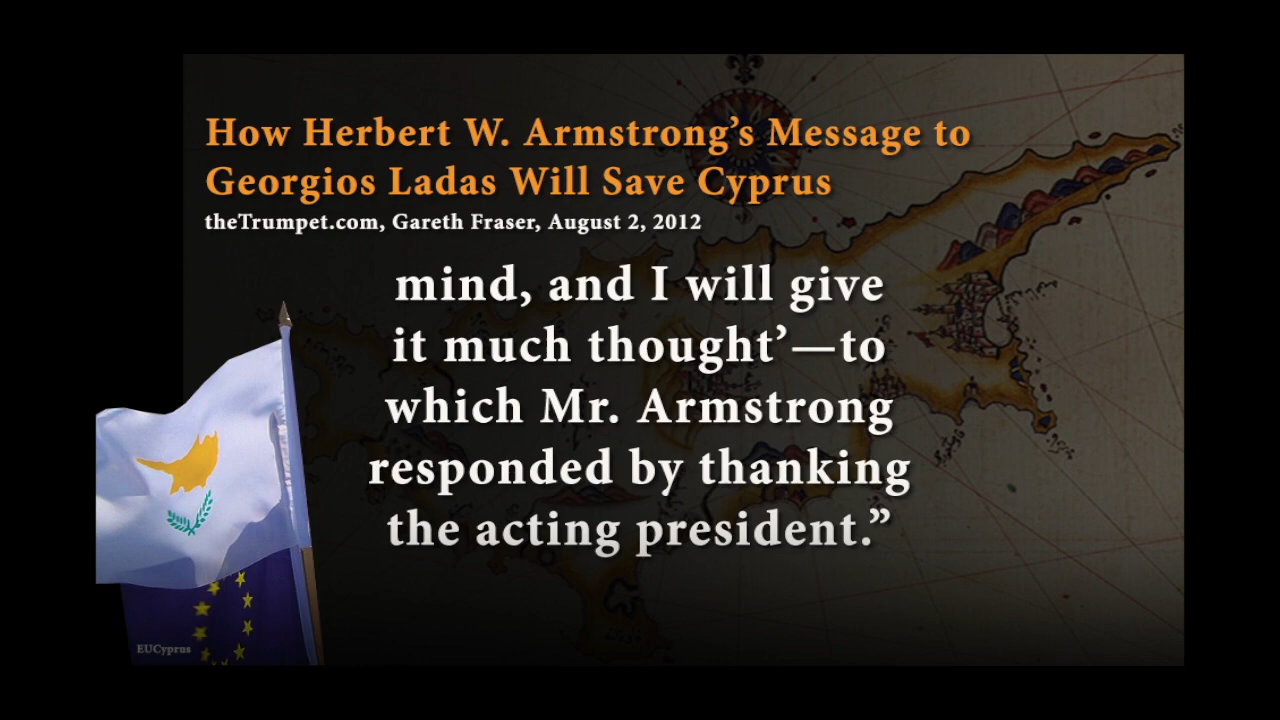 How Herbert W. Armstrong’s Message to
Georgios Ladas Will Save Cyprus
theTrumpet.com, Gareth Fraser, August 2, 2012
mind, and I will give
it much thought’—to
which Mr. Armstrong
responded by thanking
the acting president.”
EUCyprus